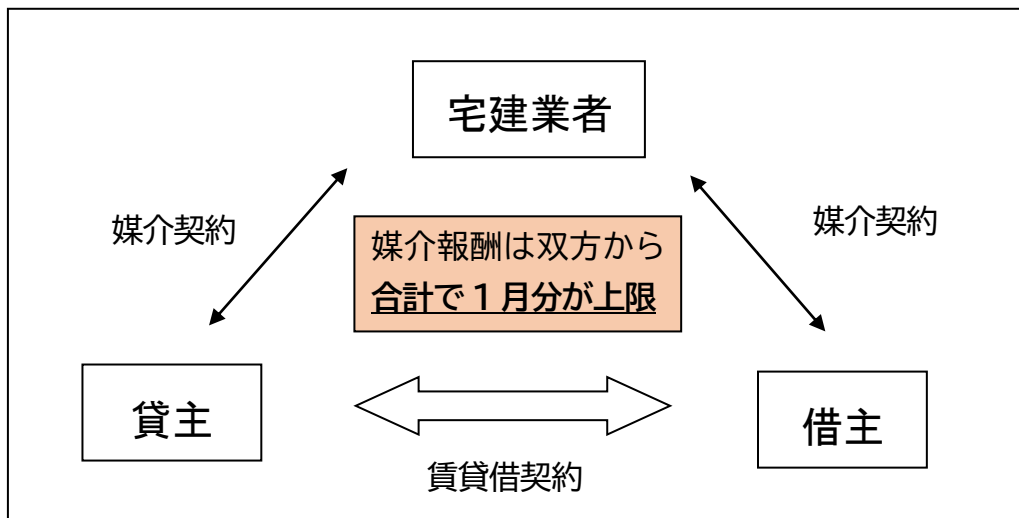 宅建業者
媒介契約
媒介契約
媒介報酬は双方から
合計で１月分が上限
貸主
借主
賃貸借契約